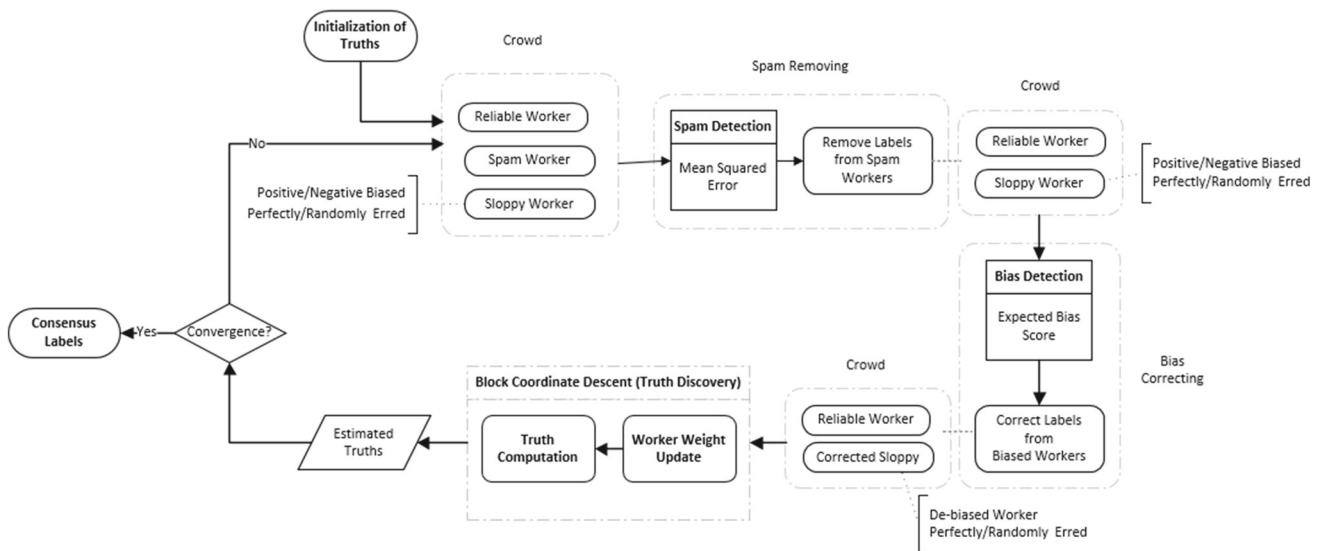 Initialization of
Truths
Crowd
Reliable Worker
Spam Worker
Sloppy Worker
Positive/Negative Biased
Perfectly/Randomly Erred
Spam Removing
Spam Detection
Mean Squared
Error
Remove Labels
from Spam
Workers
Crowd
Reliable Worker
Sloppy Worker
Positive/Negative Biased
Perfectly/Randomly Erred
Bias Detection
Expected Bias
Score
Bias
Correcting
Correct Labels
from
Biased Workers
Crowd
Reliable Worker
Corrected Sloppy
De-biased Worker
Perfectly/Randomly Erred
Block Coordinate Descent (Truth Discovery)
Worker Weight
Update
Truth
Computation
Estimated
Truths
Convergence?
No
Yes
Consensus
Labels